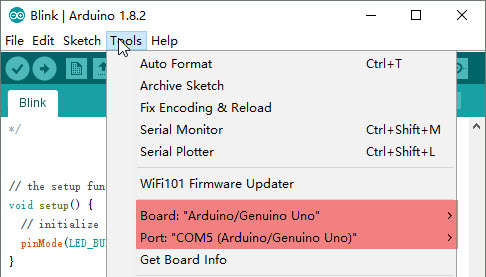 Blink | Arduino 1.8.2
File Edit Sketch Tools Help
Auto Format Ctrl+T
Archive Sketch
Fix Encoding & Reload
Serial Monitor Ctrl+Shift+M
Serial Plotter Ctrl+Shift+L
WiFi101 Firmware Updater
Board: "Arduino/Genuino Uno"
Port: "COM5 (Arduino/Genuino Uno)"
Get Board Info
Blink
*/
// the setup fun
void setup() {
// initialize
pinMode(LED_BU
}